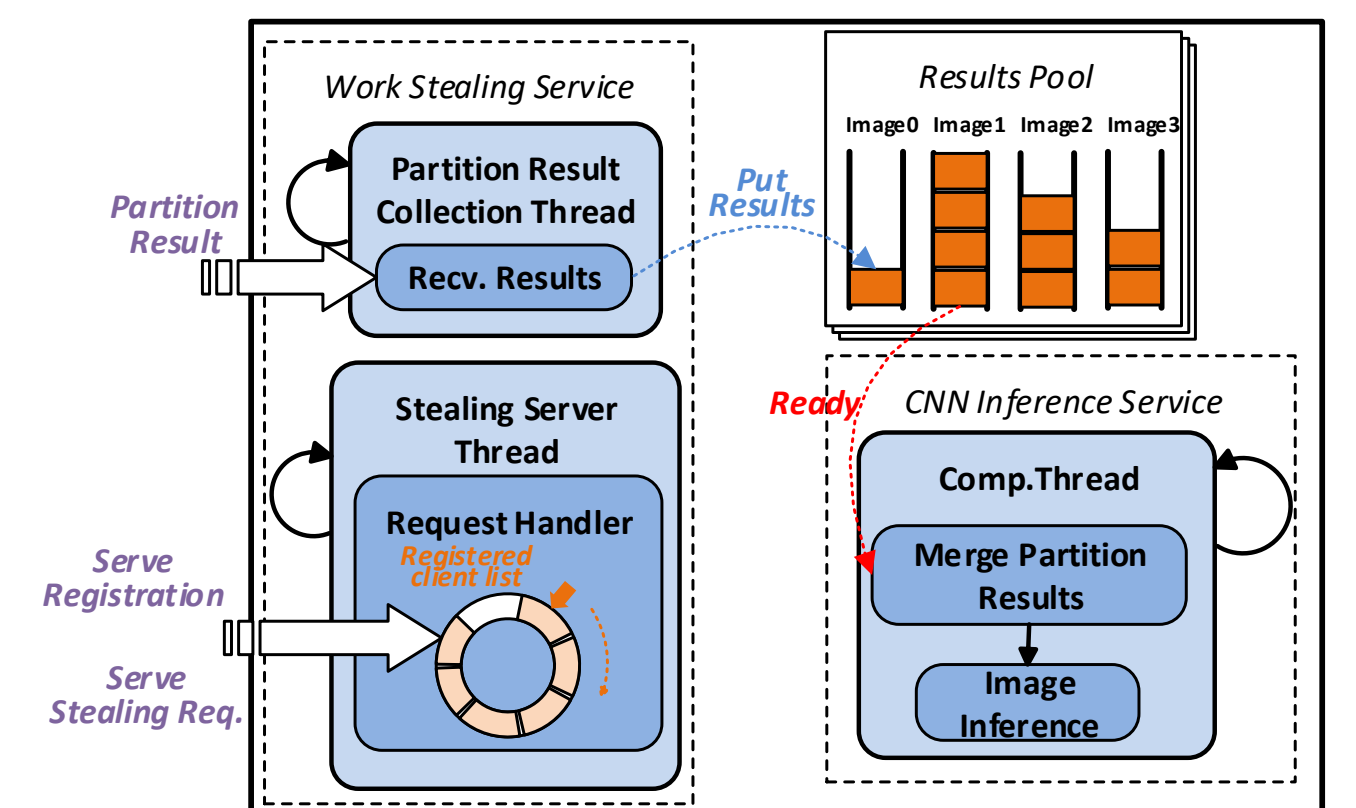 Work Stealing Service
Partition Result
Collection Thread
Recv. Results
Partition
Result
Put
Results
Results Pool
Image0 Image1 Image2 Image3
Stealing Server
Thread
Request Handler
Registered
client list
Serve
Registration
Serve
Stealing Req.
Ready
CNN Inference Service
Comp.Thread
Merge Partition
Results
Image
Inference